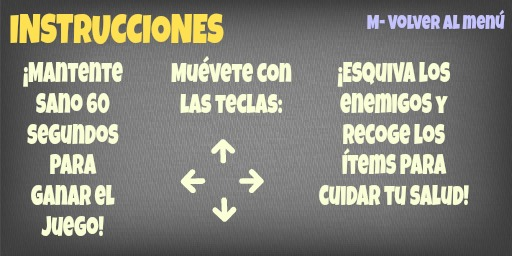 INSTRUCCIONES
M- VOLVER AL MENÚ
¡MANTENTE
SANO 60
SEGUNDOS
PARA
GANAR EL
JUEGO!
MUÉVETE CON
LAS TECLAS:
¡ESQUIVA LOS
ENEMIGOS Y
RECOGE LOS
ÍTEMS PARA
CUIDAR TU SALUD!